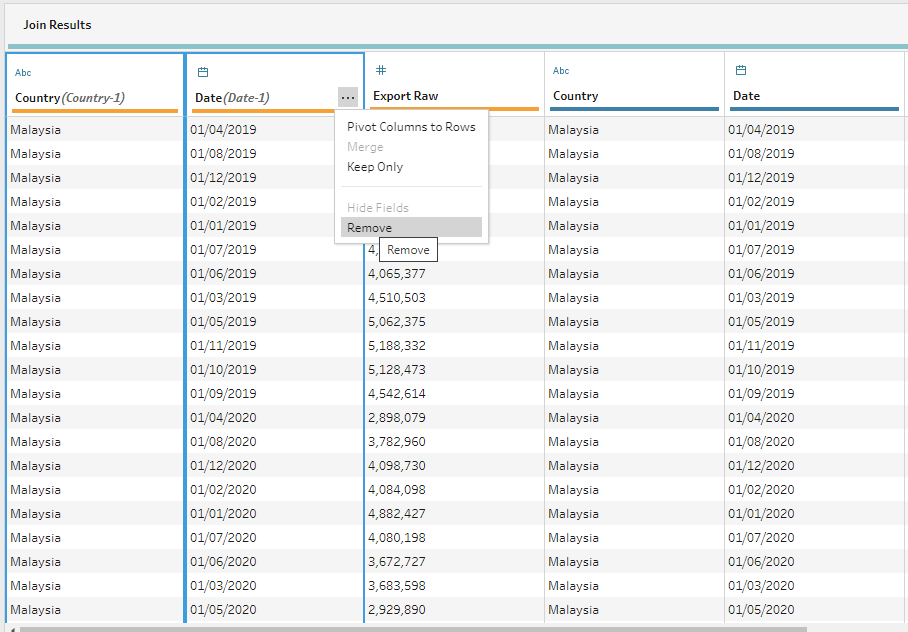 Join Results
Abc
Country(Country-1) Date(Date-1) ... Export Raw Abc Country Date
Malaysia 01/04/2019 Pivot Columns to Rows Malaysia 01/04/2019
Malaysia 01/08/2019 Merge Malaysia 01/08/2019
Malaysia 01/12/2019 Keep Only Malaysia 01/12/2019
Malaysia 01/02/2019 Hide Fields Malaysia 01/02/2019
Malaysia 01/01/2019 Remove Malaysia 01/01/2019
Malaysia 01/07/2019 4, Remove Malaysia 01/07/2019
Malaysia 01/06/2019 4,065,377 Malaysia 01/06/2019
Malaysia 01/03/2019 4,510,503 Malaysia 01/03/2019
Malaysia 01/05/2019 5,062,375 Malaysia 01/05/2019
Malaysia 01/11/2019 5,188,332 Malaysia 01/11/2019
Malaysia 01/10/2019 5,128,473 Malaysia 01/10/2019
Malaysia 01/09/2019 4,542,614 Malaysia 01/09/2019
Malaysia 01/04/2020 2,898,079 Malaysia 01/04/2020
Malaysia 01/08/2020 3,782,960 Malaysia 01/08/2020
Malaysia 01/12/2020 4,098,730 Malaysia 01/12/2020
Malaysia 01/02/2020 4,084,098 Malaysia 01/02/2020
Malaysia 01/01/2020 4,882,427 Malaysia 01/01/2020
Malaysia 01/07/2020 4,080,198 Malaysia 01/07/2020
Malaysia 01/06/2020 3,672,727 Malaysia 01/06/2020
Malaysia 01/03/2020 3,683,598 Malaysia 01/03/2020
Malaysia 01/05/2020 2,929,890 Malaysia 01/05/2020